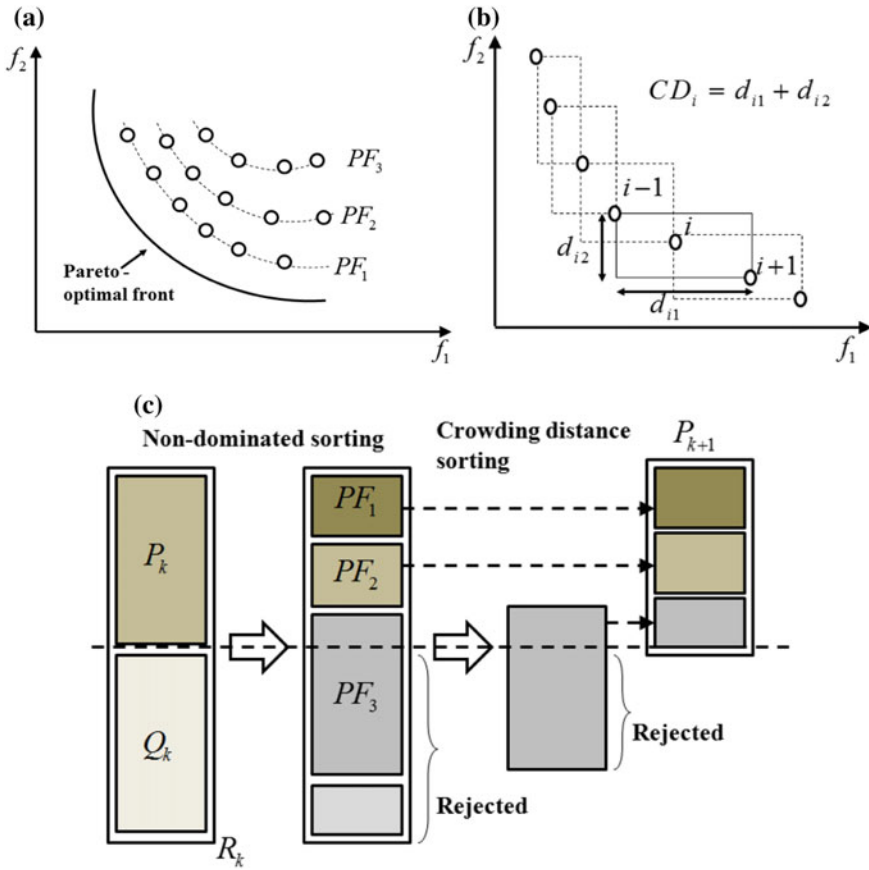 (a)
f₂
PF₃
PF₂
PF₁
Pareto-
optimal front
f₁
(b)
f₂
CDᵢ = dᵢ₁ + dᵢ₂
i−1
i
dᵢ₂
i+1
dᵢ₁
f₁
(c)
Non-dominated sorting
Crowding distance
sorting
Pₖ₊₁
PF₁
Pₖ
PF₂
PF₃
Qₖ
Rejected
Rejected
Rₖ